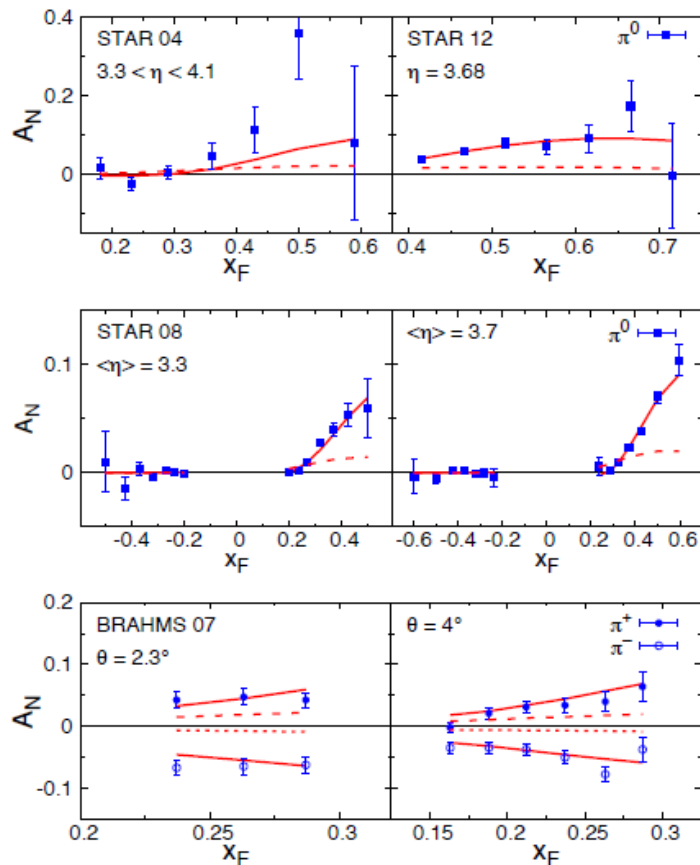 0.4
STAR 04
3.3 < η < 4.1
STAR 12
π⁰
η = 3.68
0.2
A_N
0
0.2 0.3 0.4 0.5 0.6
0.4 0.5 0.6 0.7
x_F
x_F
STAR 08
<η> = 3.3
<η> = 3.7
π⁰
0.1
A_N
0
-0.4 -0.2 0 0.2 0.4
-0.6 -0.4 -0.2 0 0.2 0.4 0.6
x_F
x_F
BRAHMS 07
θ = 2.3°
θ = 4°
π⁺
π⁻
0.1
A_N
0
-0.1
0.2 0.25 0.3
0.15 0.2 0.25 0.3
x_F
x_F